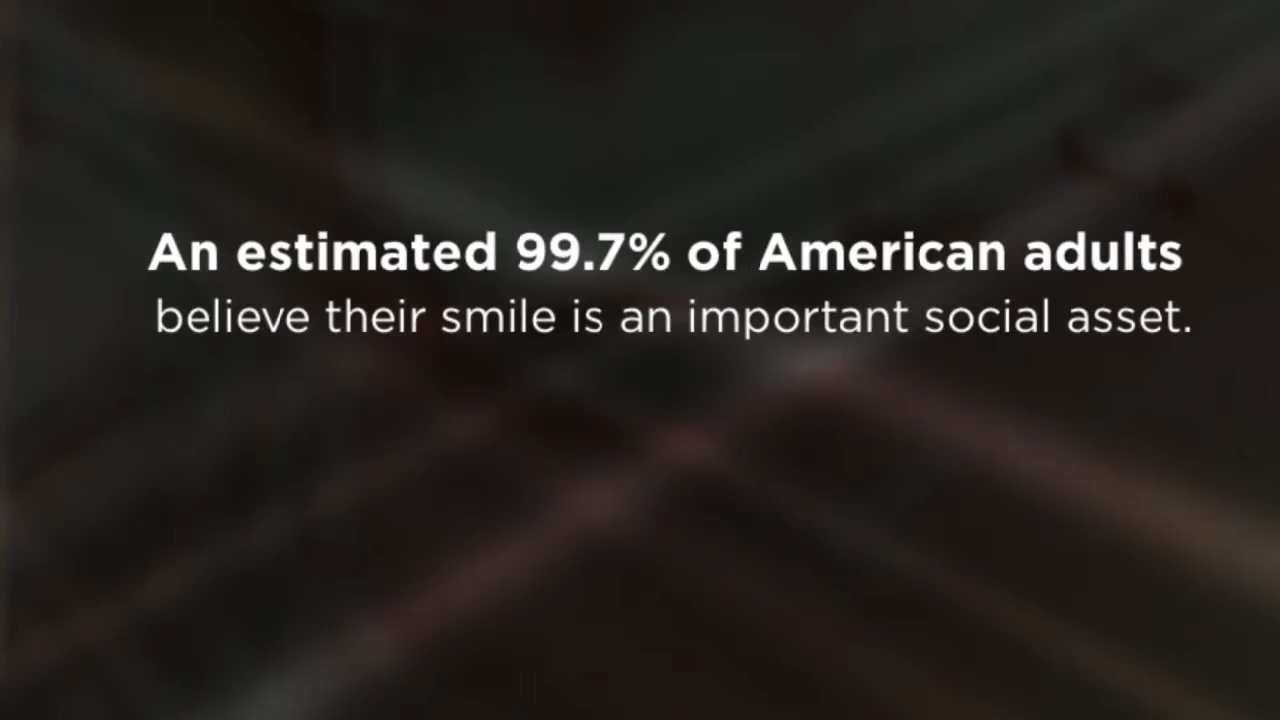 An estimated 99.7% of American adults
believe their smile is an important social asset.